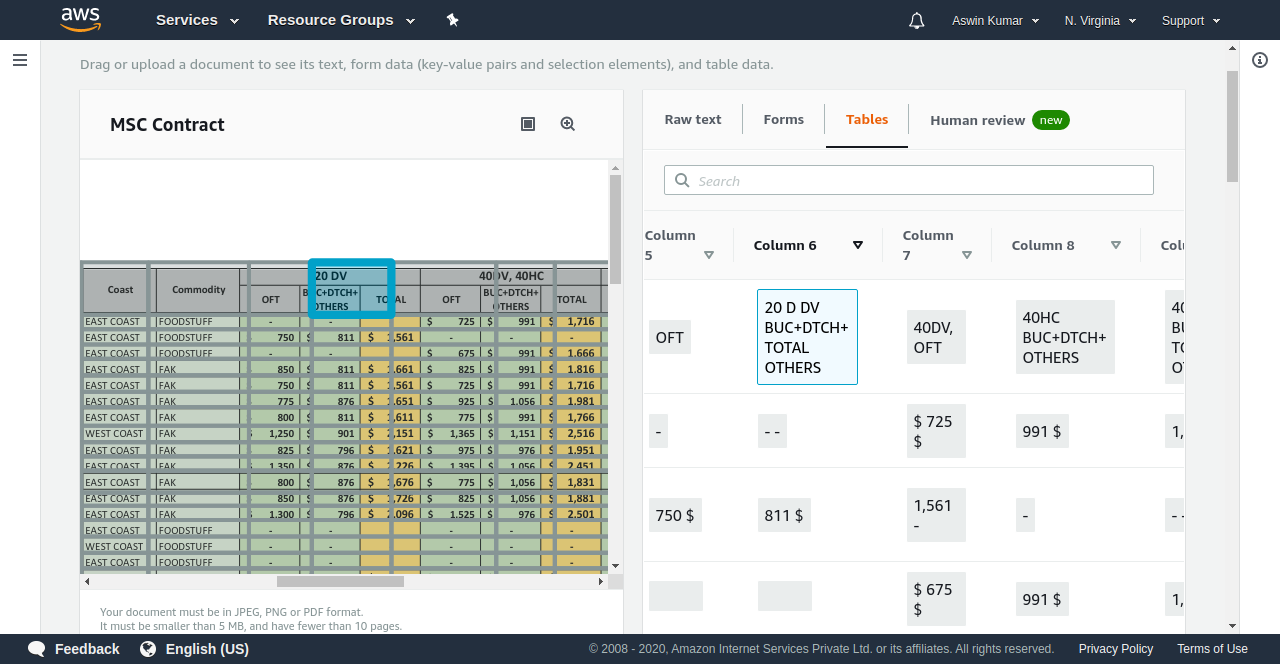 aws Services Resource Groups Aswin Kumar N. Virginia Support
Drag or upload a document to see its text, form data (key-value pairs and selection elements), and table data.
MSC Contract
20 DV 40DV, 40HC
Coast Commodity OFT BUC+DTCH+ OTHERS TOTAL OFT BUC+DTCH+ OTHERS TOTAL
EAST COAST FOODSTUFF - - $ 725 $ 991 $ 1,716
EAST COAST FOODSTUFF 750 $ 811 $ 1,561 - - -
EAST COAST FOODSTUFF - - $ 675 $ 991 $ 1.666
EAST COAST FAK 850 $ 811 $ 1.661 $ 825 $ 991 $ 1.816
EAST COAST FAK 750 $ 811 $ 1.561 $ 725 $ 991 $ 1,716
EAST COAST FAK 775 $ 876 $ 1.651 $ 925 $ 1.056 $ 1.981
EAST COAST FAK 800 $ 811 $ 1,611 $ 775 $ 991 $ 1,766
WEST COAST FAK 1,250 $ 901 $ 2,151 $ 1,365 $ 1,151 $ 2,516
EAST COAST FAK 825 $ 796 $ 1.621 $ 975 $ 976 $ 1.951
EAST COAST FAK 1.350 $ 876 $ 2.226 $ 1.395 $ 1.056 $ 2.451
EAST COAST FAK 800 $ 876 $ 1,676 $ 775 $ 1,056 $ 1,831
EAST COAST FAK 850 $ 876 $ 1,726 $ 825 $ 1,056 $ 1,881
EAST COAST FAK 1.300 $ 796 $ 2.096 $ 1.525 $ 976 $ 2.501
EAST COAST FOODSTUFF - - - - -
WEST COAST FOODSTUFF - - - - -
EAST COAST FOODSTUFF - - - - -
Your document must be in JPEG, PNG or PDF format.
It must be smaller than 5 MB, and have fewer than 10 pages.
Raw text Forms Tables Human review new
Search
Column 5 Column 6 Column 7 Column 8
OFT
20 D DV
BUC+DTCH+
TOTAL
OTHERS
40DV,
OFT
40HC
BUC+DTCH+
OTHERS
-
- -
$ 725
$
991 $
750 $
811 $
1,561
-
-
- -
$ 675
$
991 $
Feedback English (US) © 2008 - 2020, Amazon Internet Services Private Ltd. or its affiliates. All rights reserved. Privacy Policy Terms of Use